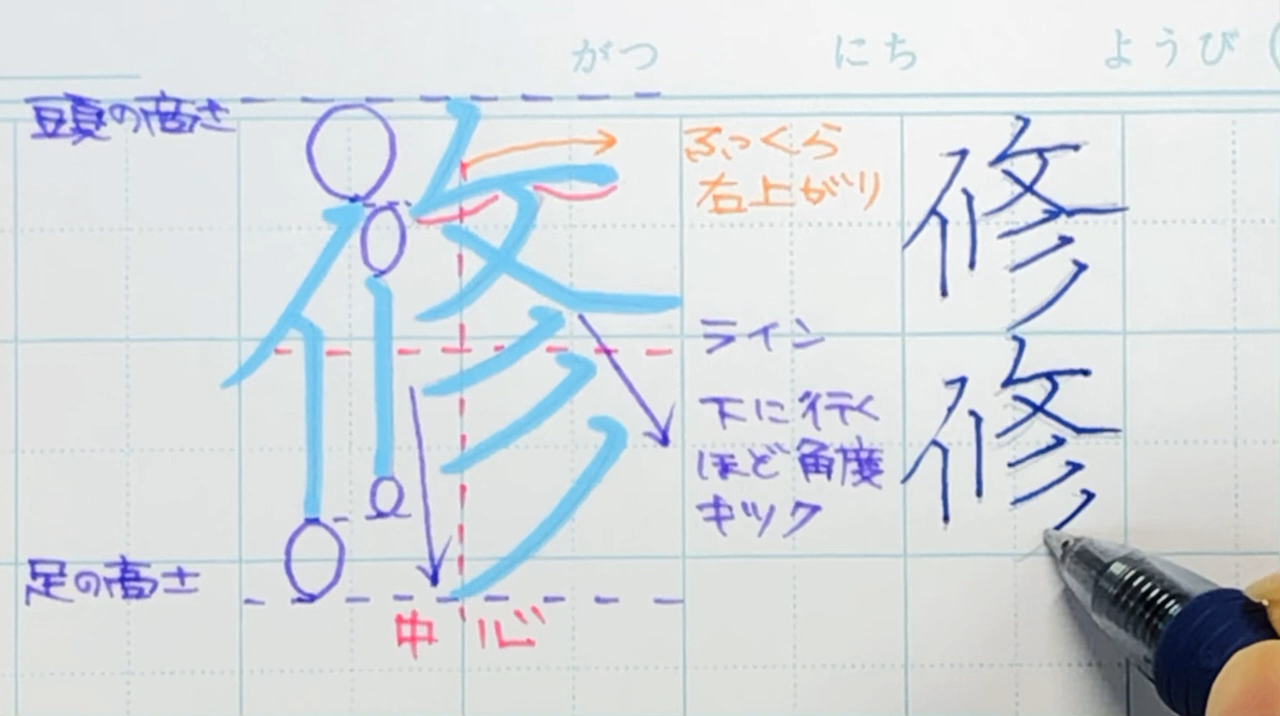 がつ にち ようび(
頭の高さ
修
ふっくら
右上がり
ライン
下に行く
ほど角度
キツク
足の高さ
中心
修
修